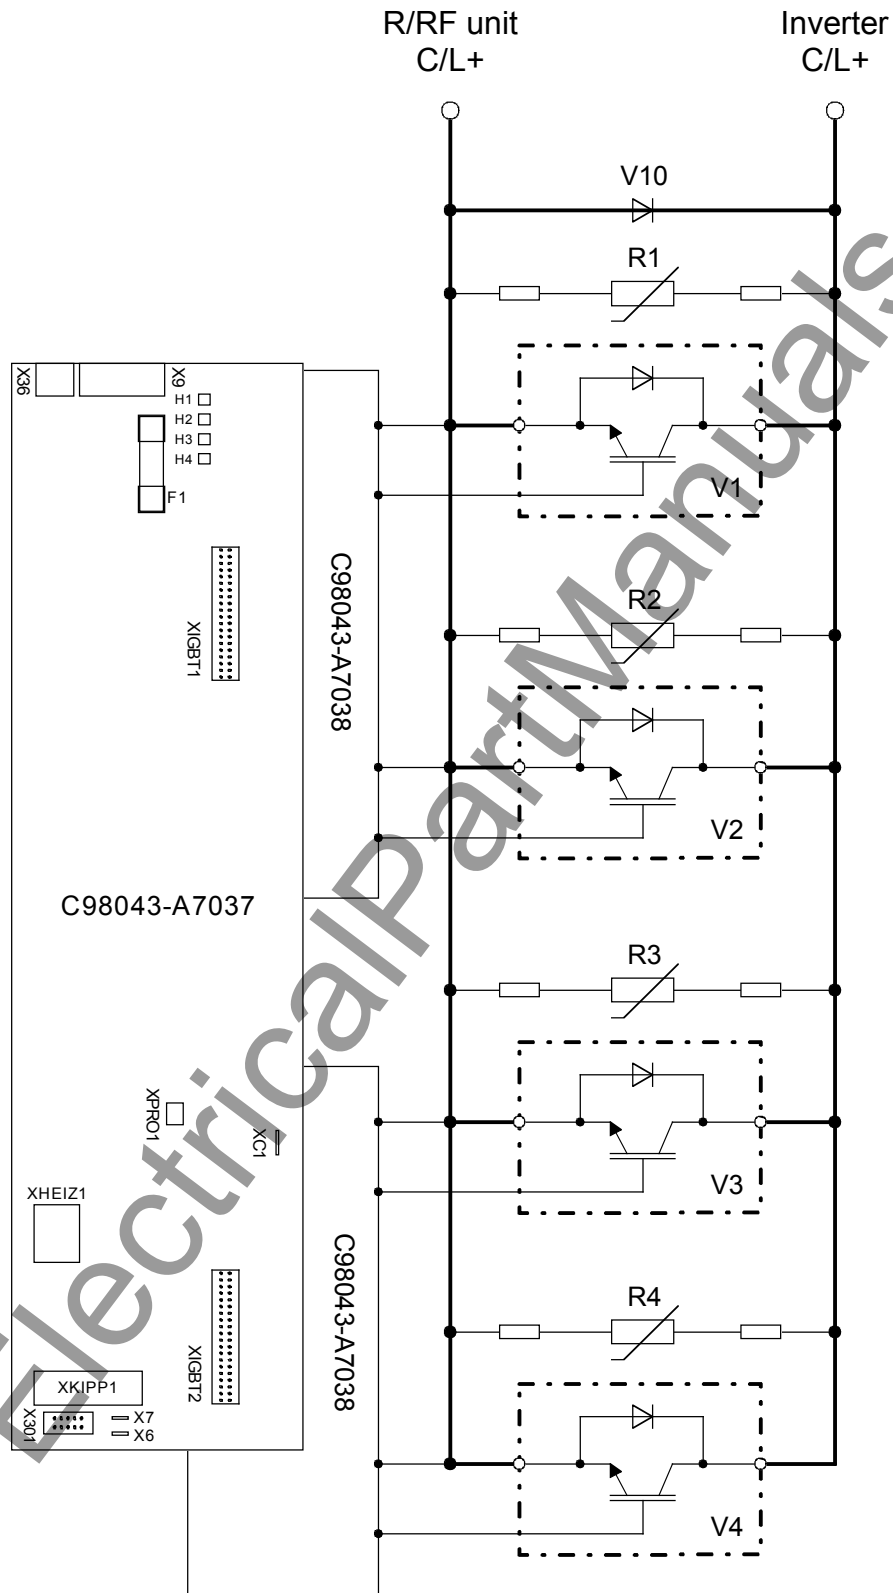 R/RF unit
C/L+
Inverter
C/L+
V10
R1
X36
X9
H1
H2
H3
H4
F1
V1
C98043-A7038
XIGBT1
R2
V2
C98043-A7037
R3
XPRO1
XC1
V3
XHEIZ1
C98043-A7038
R4
XIGBT2
XKIPP1
X301
X7
X6
V4
ElectricalPartManuals